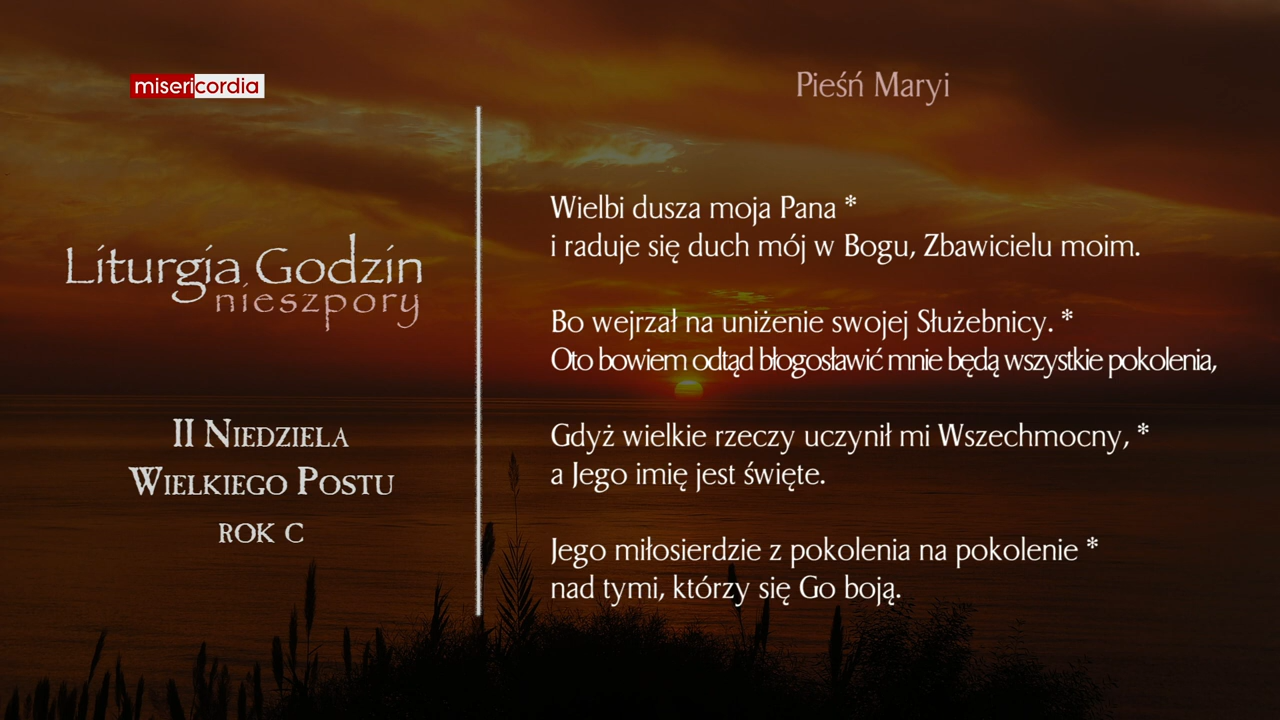 misericordia
Liturgia Godzin
nieszpory
II Niedziela
Wielkiego Postu
rok C
Pieśń Maryi
Wielbi dusza moja Pana *
i raduje się duch mój w Bogu, Zbawicielu moim.
Bo wejrzał na uniżenie swojej Służebnicy. *
Oto bowiem odtąd błogosławić mnie będą wszystkie pokolenia,
Gdyż wielkie rzeczy uczynił mi Wszechmocny, *
a Jego imię jest święte.
Jego miłosierdzie z pokolenia na pokolenie *
nad tymi, którzy się Go boją.